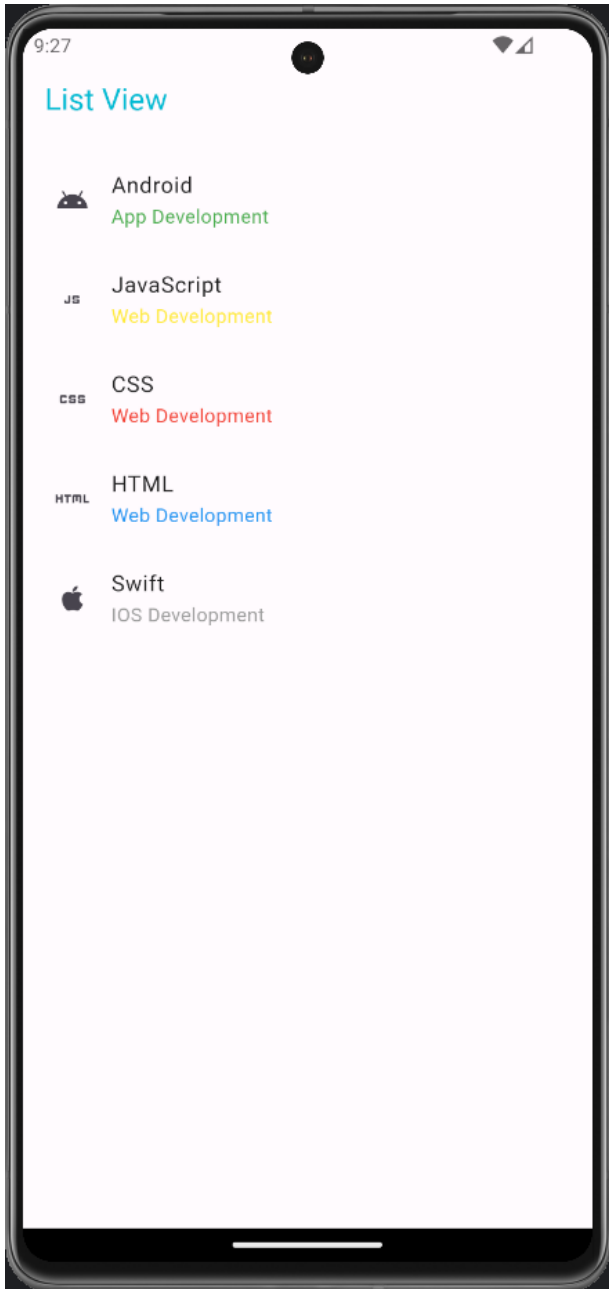 9:27
List View
Android
App Development
JS
JavaScript
Web Development
CSS
CSS
Web Development
HTML
HTML
Web Development
Swift
IOS Development